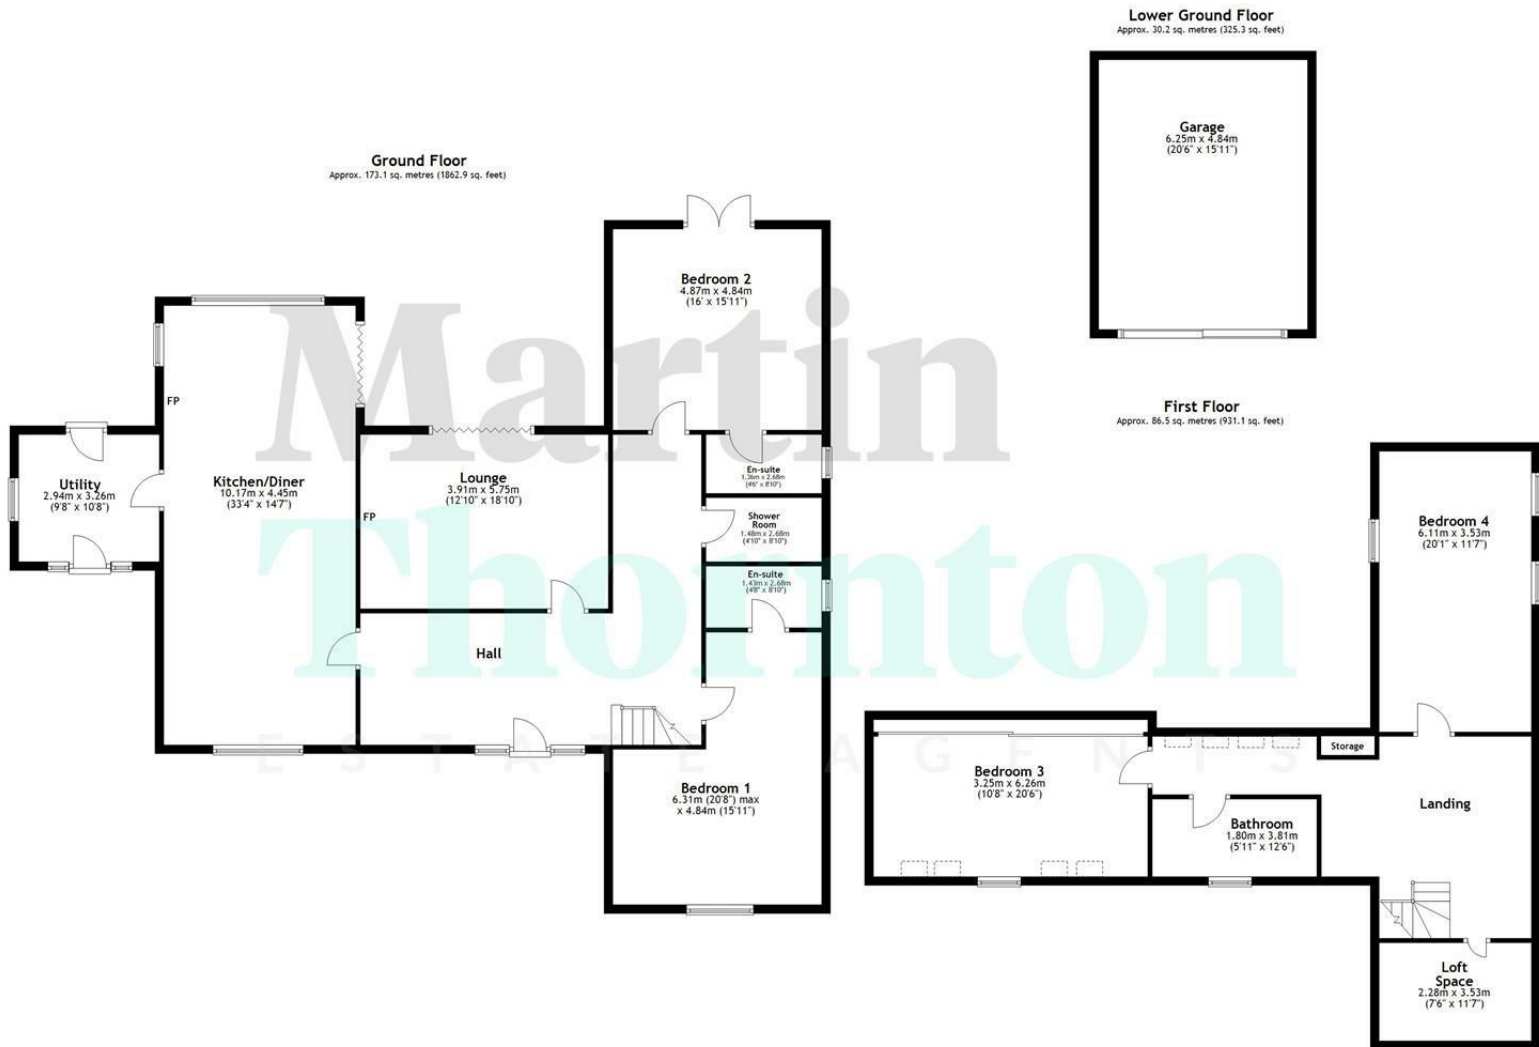 Lower Ground Floor
Approx. 30.2 sq. metres (325.3 sq. feet)
Garage
6.25m x 4.84m
(20'6" x 15'11")
Ground Floor
Approx. 173.1 sq. metres (1862.9 sq. feet)
Bedroom 2
4.87m x 4.84m
(16' x 15'11")
FP
Utility
2.94m x 3.26m
(9'8" x 10'8")
Kitchen/Diner
10.17m x 4.45m
(33'4" x 14'7")
Lounge
3.91m x 5.75m
(12'10" x 18'10")
FP
En-suite
1.36m x 2.68m
(4'6" x 8'10")
Shower
Room
1.48m x 2.68m
(4'10" x 8'10")
En-suite
1.43m x 2.68m
(4'8" x 8'10")
Hall
Bedroom 1
6.31m (20'8") max
x 4.84m (15'11")
First Floor
Approx. 86.5 sq. metres (931.1 sq. feet)
Bedroom 4
6.11m x 3.53m
(20'1" x 11'7")
Storage
Bedroom 3
3.25m x 6.26m
(10'8" x 20'6")
Landing
Bathroom
1.80m x 3.81m
(5'11" x 12'6")
Loft
Space
2.28m x 3.53m
(7'6" x 11'7")
Martin
Thornton
ESTATE AGENTS